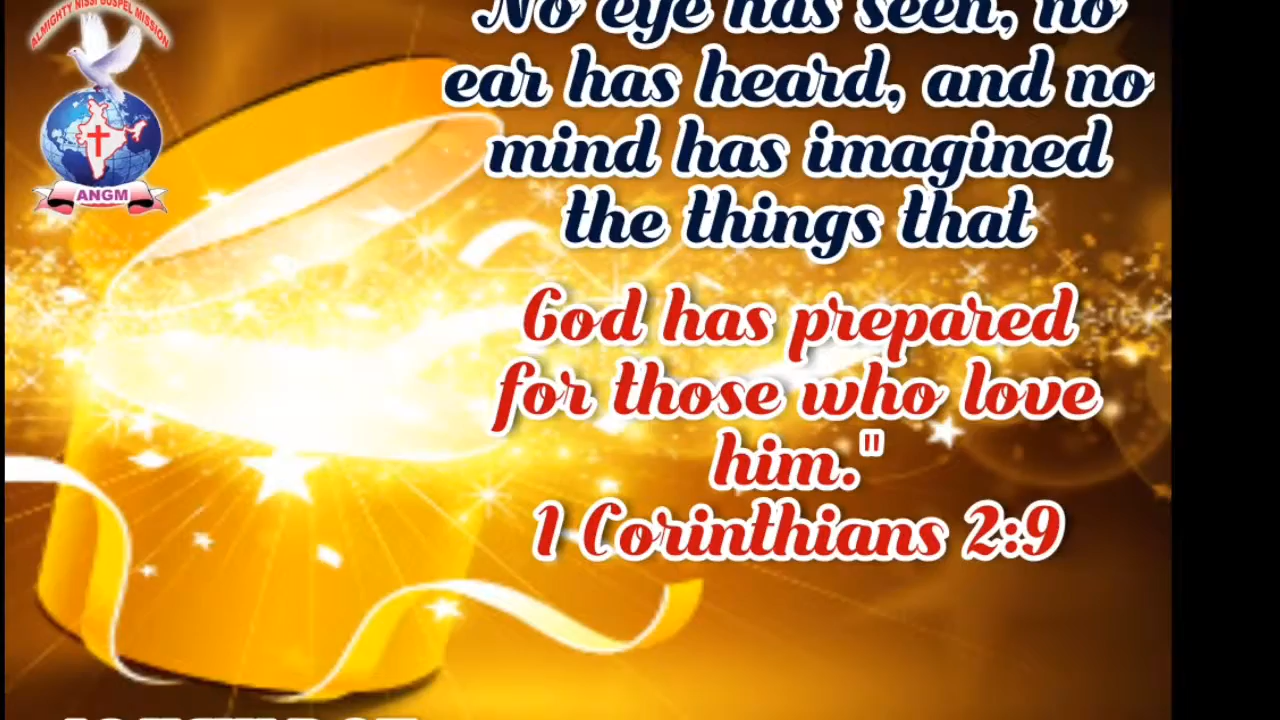 ALMIGHTY NISSI GOSPEL MISSION
ANGM
No eye has seen, no
ear has heard, and no
mind has imagined
the things that
God has prepared
for those who love
him."
1 Corinthians 2:9